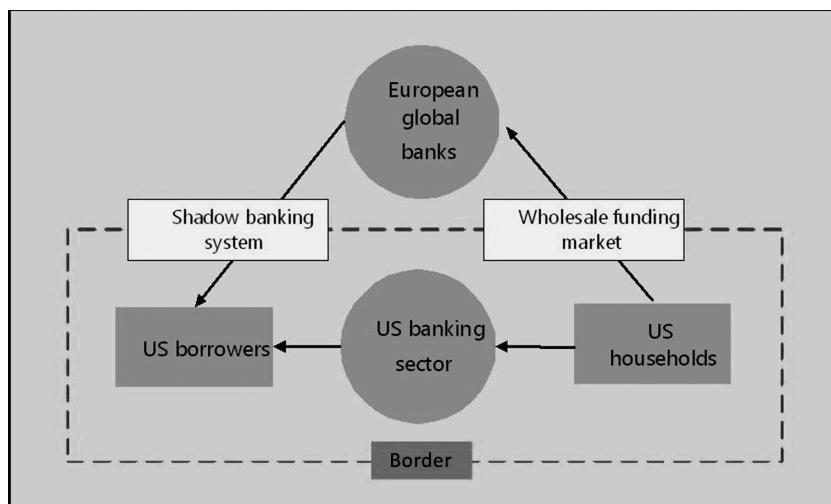 European
global
banks
Shadow banking
system
Wholesale funding
market
US borrowers
US banking
sector
US
households
Border